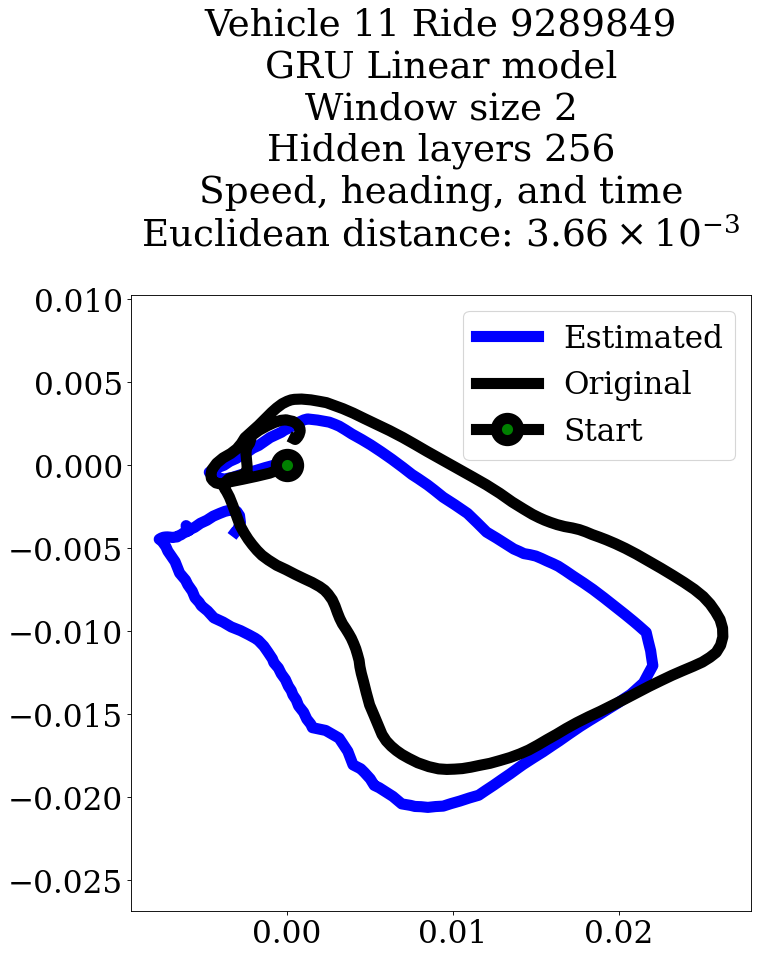 Vehicle 11 Ride 9289849
GRU Linear model
Window size 2
Hidden layers 256
Speed, heading, and time
Euclidean distance: 3.66 × 10⁻³
0.010
0.005
0.000
−0.005
−0.010
−0.015
−0.020
−0.025
Estimated
Original
Start
0.00 0.01 0.02